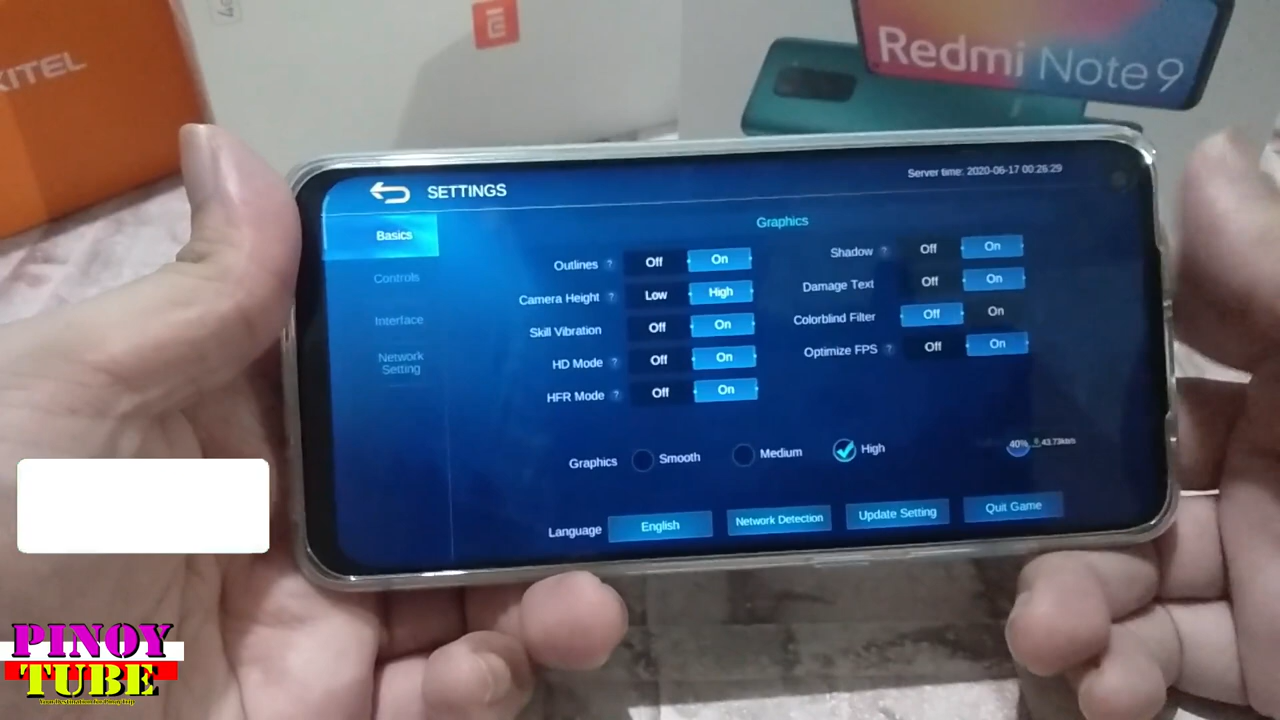 KITEL
Redmi Note 9
SETTINGS
Server time: 2020-06-17 00:26:29
Basics
Controls
Interface
Network
Setting
Graphics
Outlines ? Off On
Camera Height ? Low High
Skill Vibration Off On
HD Mode ? Off On
HFR Mode ? Off On
Shadow ? Off On
Damage Text Off On
Colorblind Filter Off On
Optimize FPS ? Off On
40% 43.73kb/s
Graphics Smooth Medium High
Language English Network Detection Update Setting Quit Game
PINOY
TUBE